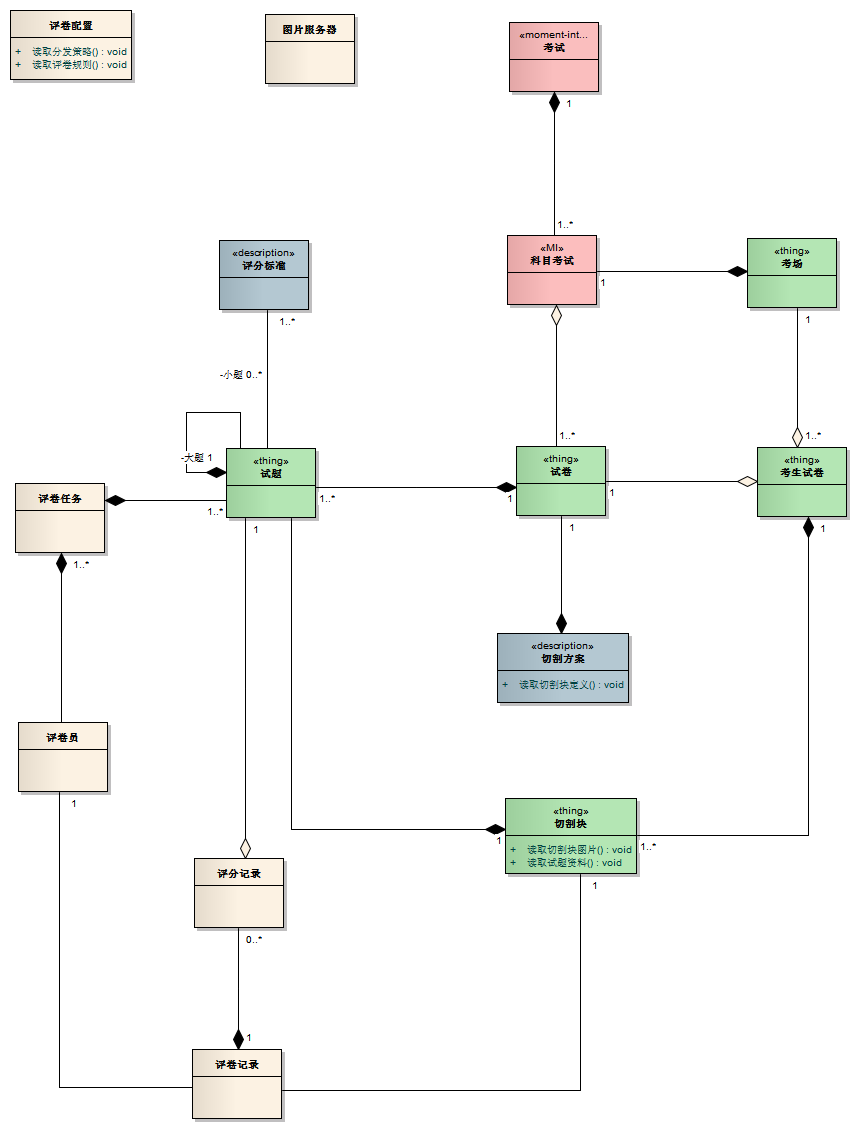 评卷配置
+ 读取分发策略() : void
+ 读取评卷规则() : void
图片服务器
«moment-int...
考试
1
1..*
«description»
评分标准
1..*
«MI»
科目考试
1
«thing»
考场
1
-小题 0..*
-大题 1
«thing»
试题
1..*
1..*
1
1..*
«thing»
试卷
1
1
1
1..*
«thing»
考生试卷
1
评卷任务
1..*
«description»
切割方案
+ 读取切割块定义() : void
评卷员
1
«thing»
切割块
+ 读取切割块图片() : void
+ 读取试题资料() : void
1
1..*
1
评分记录
0..*
1
评卷记录